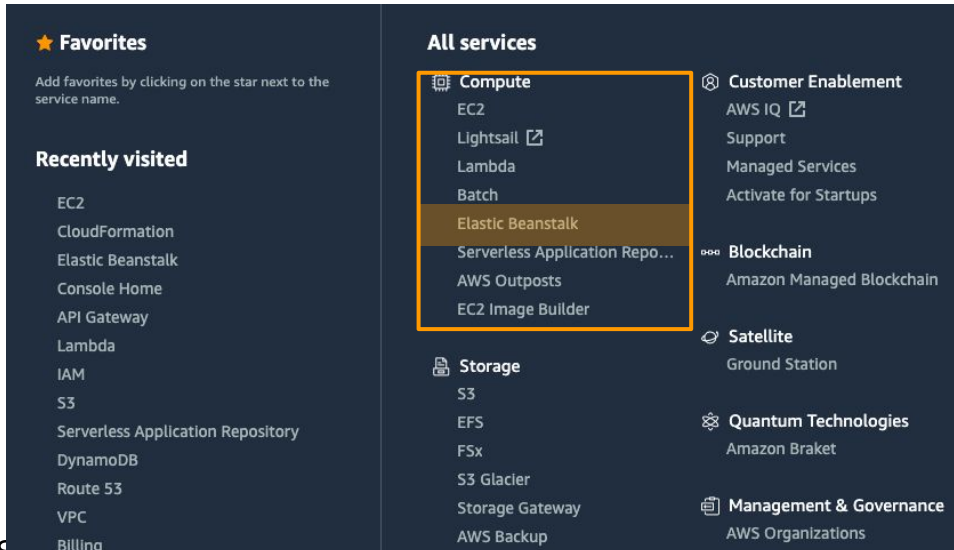 Favorites
Add favorites by clicking on the star next to the
service name.
Recently visited
EC2
CloudFormation
Elastic Beanstalk
Console Home
API Gateway
Lambda
IAM
S3
Serverless Application Repository
DynamoDB
Route 53
VPC
Billing
All services
Compute
EC2
Lightsail
Lambda
Batch
Elastic Beanstalk
Serverless Application Repo...
AWS Outposts
EC2 Image Builder
Storage
S3
EFS
FSx
S3 Glacier
Storage Gateway
AWS Backup
Customer Enablement
AWS IQ
Support
Managed Services
Activate for Startups
Blockchain
Amazon Managed Blockchain
Satellite
Ground Station
Quantum Technologies
Amazon Braket
Management & Governance
AWS Organizations